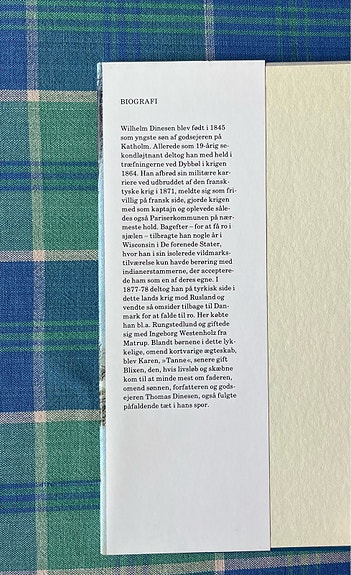 BIOGRAFI
Wilhelm Dinesen blev født i 1845
som yngste søn af godsejeren på
Katholm. Allerede som 19-årig se-
kondløjtnant deltog han med held i
træfningerne ved Dybbøl i krigen
1864. Han afbrød sin militære kar-
riere ved udbruddet af den fransk-
tyske krig i 1871, meldte sig som fri-
villig på fransk side, gjorde krigen
med som kaptajn og oplevede såle-
des også Pariserkommunen på nær-
meste hold. Bagefter – for at få ro i
sjælen – tilbragte han nogle år i
Wisconsin i De forenede Stater,
hvor han i sin isolerede vildmarks-
tilværelse kun havde berøring med
indianerstammerne, der acceptere-
de ham som en af deres egne. I
1877-78 deltog han på tyrkisk side i
dette lands krig mod Rusland og
vendte så omsider tilbage til Dan-
mark for at falde til ro. Her købte
han bl.a. Rungstedlund og giftede
sig med Ingeborg Westenholz fra
Matrup. Blandt børnene i dette lyk-
kelige, omend kortvarige ægteskab,
blev Karen, »Tanne«, senere gift
Blixen, den, hvis livsløb og skæbne
kom til at minde mest om faderen,
omend sønnen, forfatteren og gods-
ejeren Thomas Dinesen, også fulgte
påfaldende tæt i hans spor.